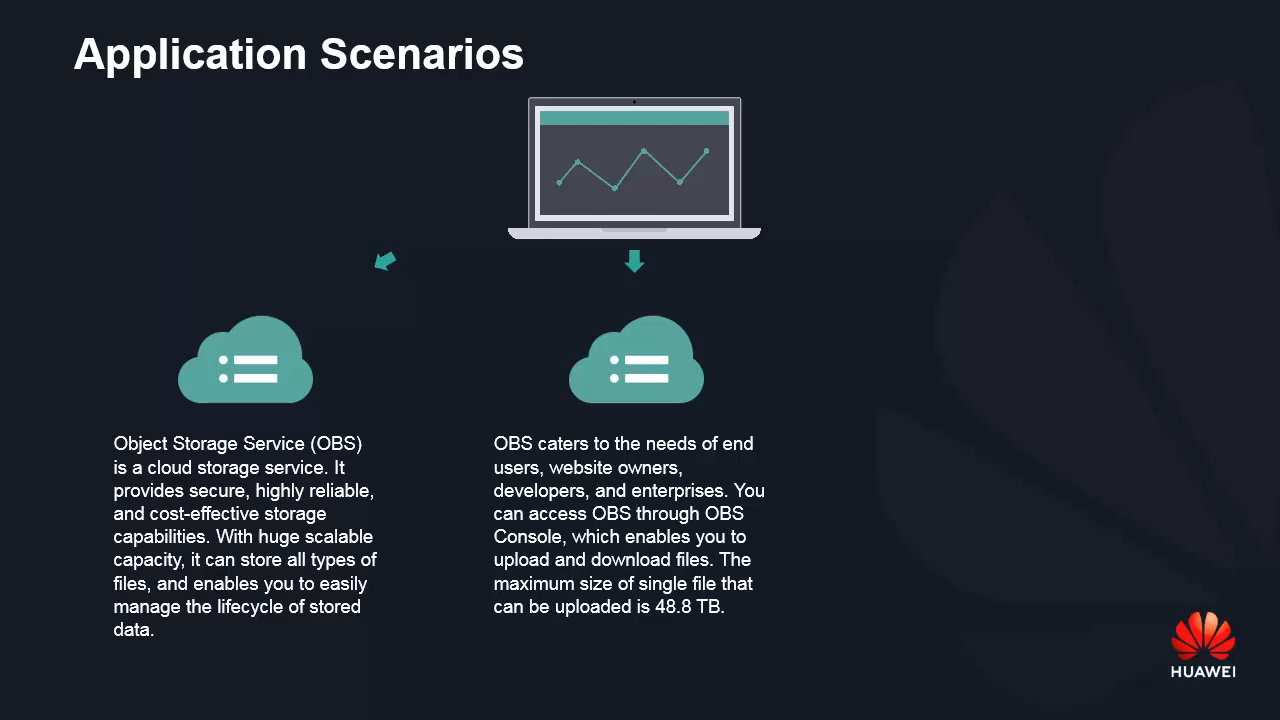 Application Scenarios
Object Storage Service (OBS)
is a cloud storage service. It
provides secure, highly reliable,
and cost-effective storage
capabilities. With huge scalable
capacity, it can store all types of
files, and enables you to easily
manage the lifecycle of stored
data.
OBS caters to the needs of end
users, website owners,
developers, and enterprises. You
can access OBS through OBS
Console, which enables you to
upload and download files. The
maximum size of single file that
can be uploaded is 48.8 TB.
HUAWEI